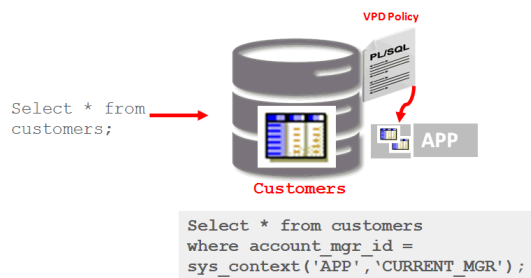 VPD Policy
PL/SQL
Select * from
customers;
APP
Customers
Select * from customers
where account_mgr_id =
sys_context('APP',‘CURRENT_MGR');